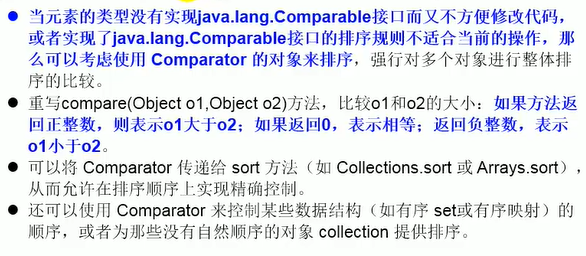 ● 当元素的类型没有实现java.lang.Comparable接口而又不方便修改代码，
或者实现了java.lang.Comparable接口的排序规则不适合当前的操作，那
么可以考虑使用 Comparator 的对象来排序，强行对多个对象进行整体排
序的比较。
● 重写compare(Object o1,Object o2)方法，比较o1和o2的大小：如果方法返
回正整数，则表示o1大于o2；如果返回0，表示相等；返回负整数，表示
o1小于o2。
● 可以将 Comparator 传递给 sort 方法（如 Collections.sort 或 Arrays.sort），
从而允许在排序顺序上实现精确控制。
● 还可以使用 Comparator 来控制某些数据结构（如有序 set或有序映射）的
顺序，或者为那些没有自然顺序的对象 collection 提供排序。